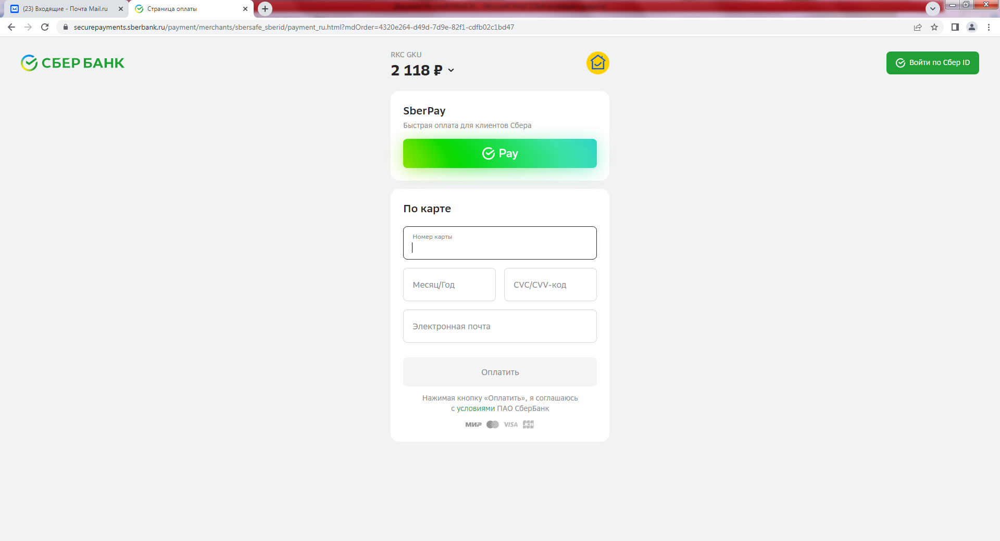 (23) Входящие - Почта Mail.ru
Страница оплаты
securepayments.sberbank.ru/payment/merchants/sbersafe_sberid/payment_ru.html?mdOrder=4320e264-d49d-7d9e-82f1-cdfb02c1bd47
СБЕР БАНК
RKC GKU
2 118 ₽
Войти по Сбер ID
SberPay
Быстрая оплата для клиентов Сбера
Pay
По карте
Номер карты
Месяц/Год
CVC/CVV-код
Электронная почта
Оплатить
Нажимая кнопку «Оплатить», я соглашаюсь
с условиями ПАО СберБанк
МИР VISA JCB